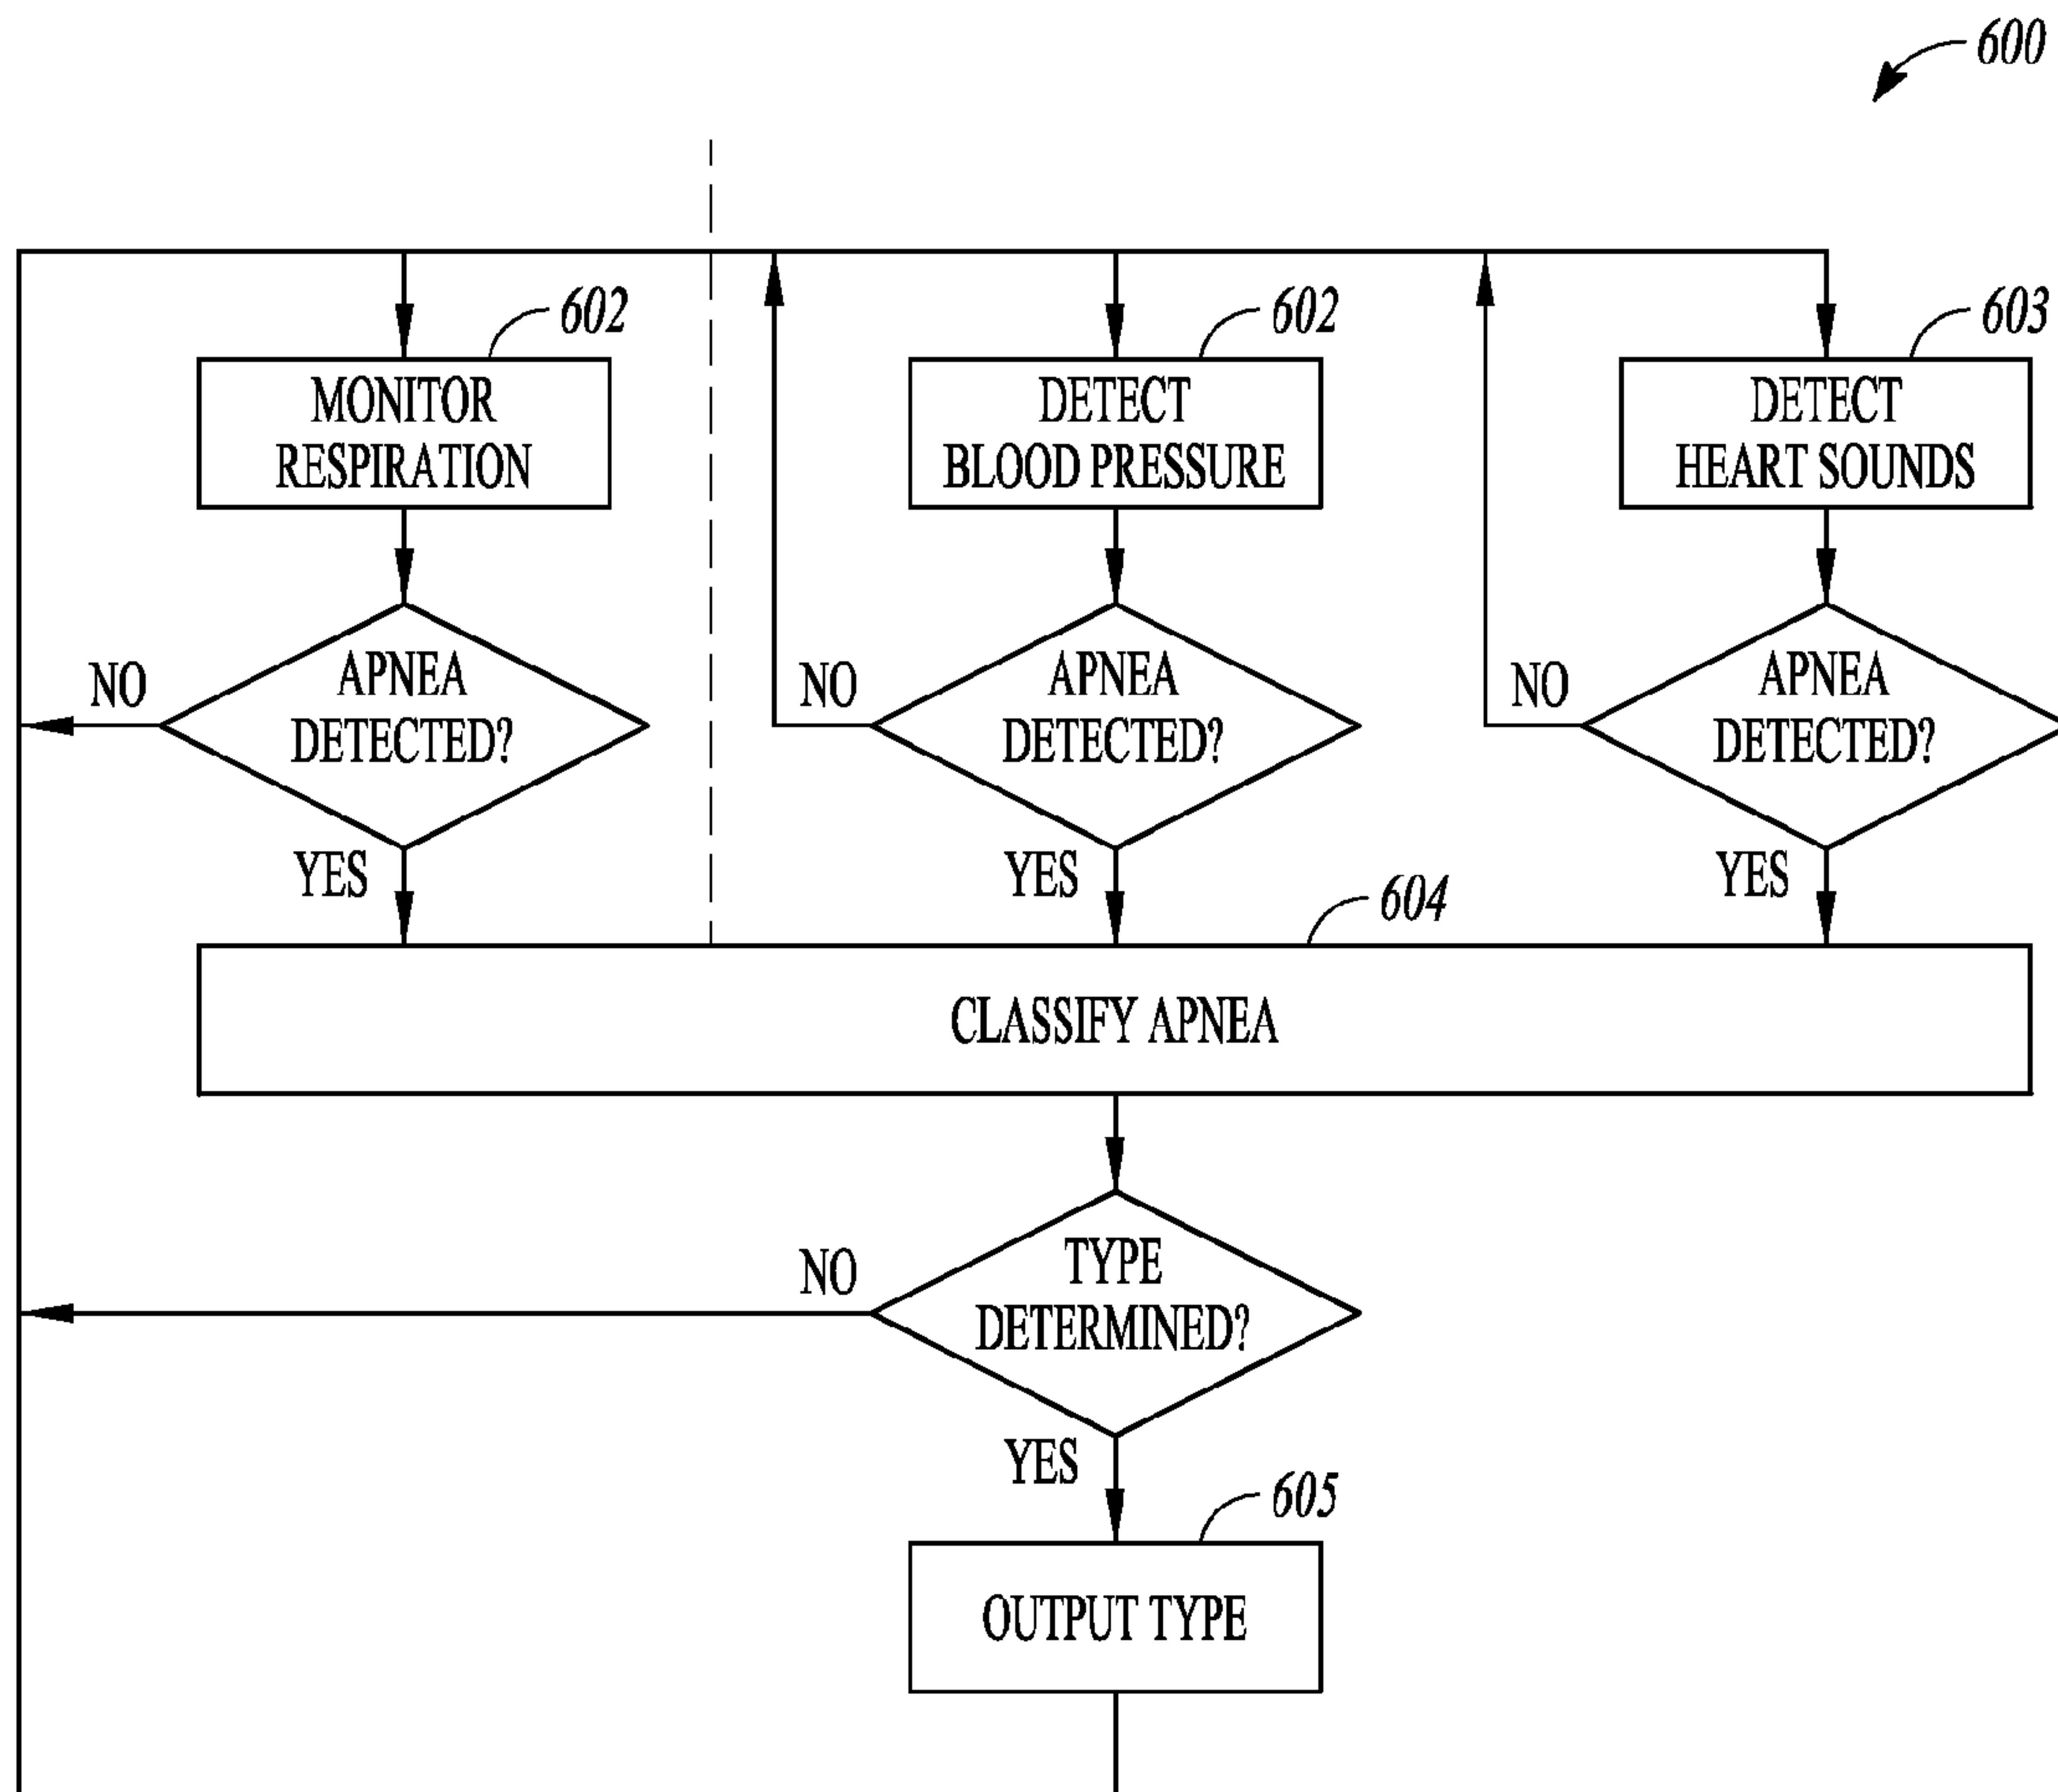 600
602
602
603
MONITOR
RESPIRATION
DETECT
BLOOD PRESSURE
DETECT
HEART SOUNDS
NO
APNEA
DETECTED?
NO
APNEA
DETECTED?
NO
APNEA
DETECTED?
YES
YES
YES
604
CLASSIFY APNEA
NO
TYPE
DETERMINED?
YES
605
OUTPUT TYPE